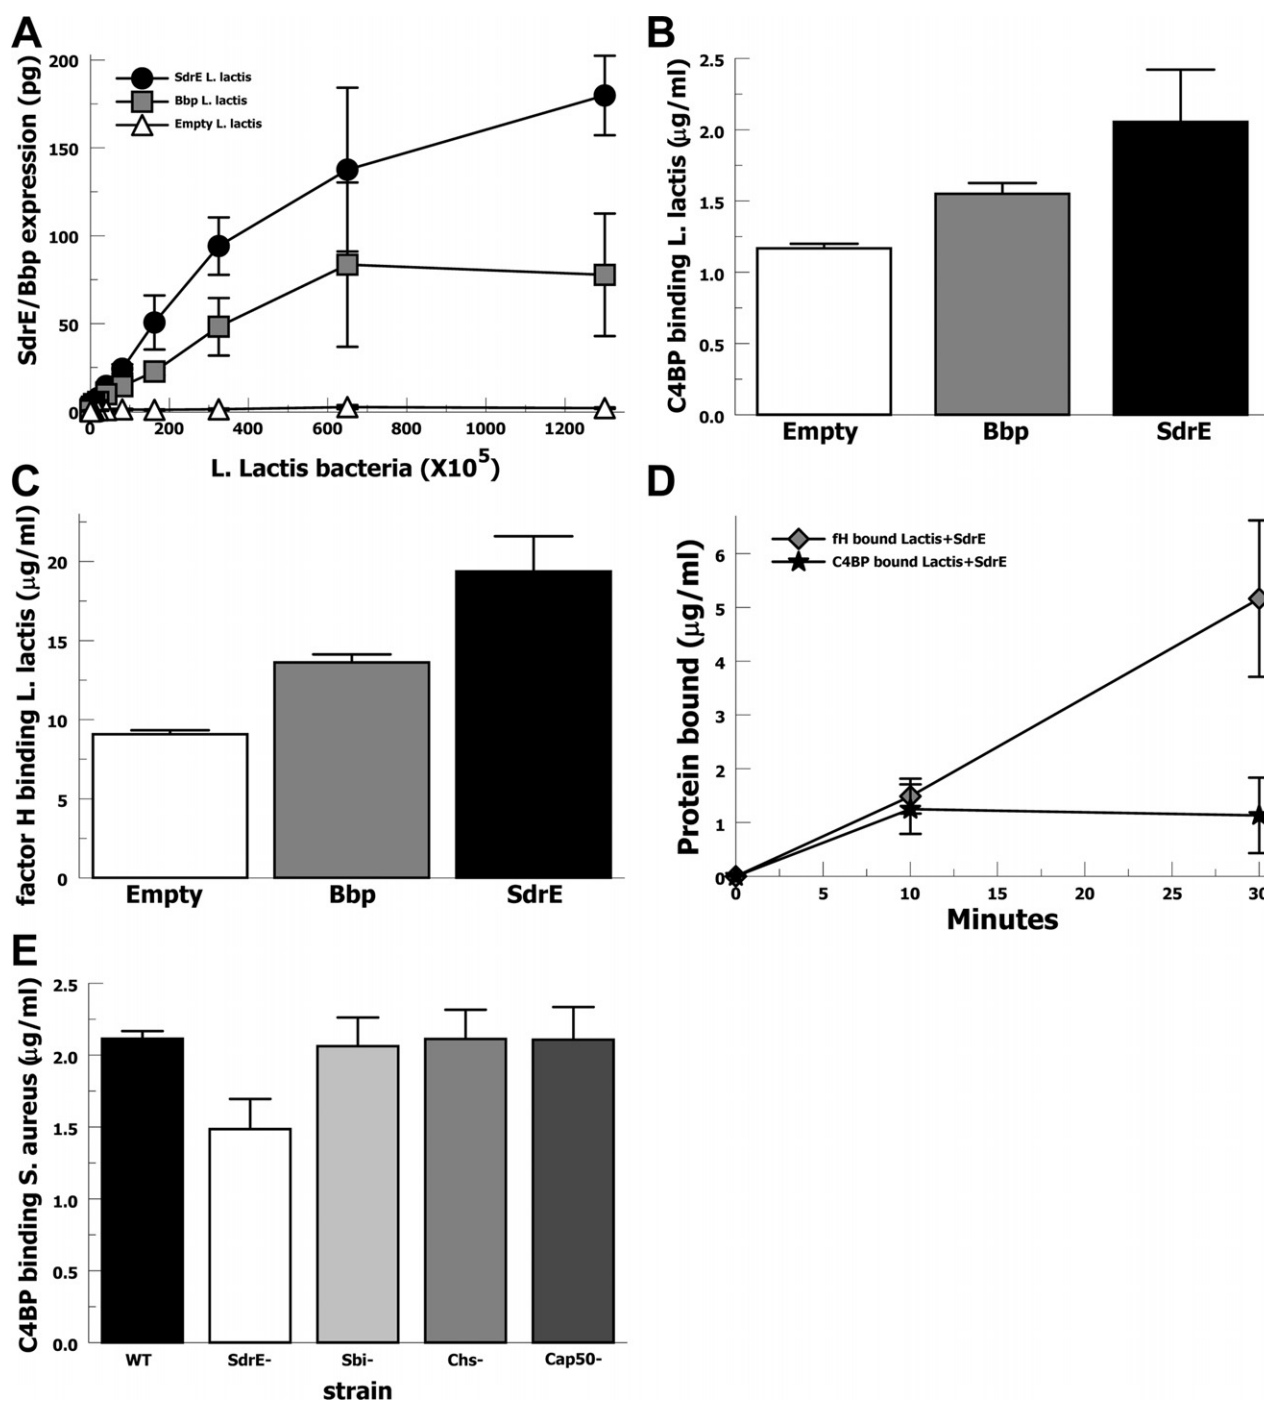 A
SdrE/Bbp expression (pg)
200
150
100
50
0
SdrE L. lactis
Bbp L. lactis
Empty L. lactis
0 200 400 600 800 1000 1200
L. Lactis bacteria (X10^5)
B
C4BP binding L. lactis (µg/ml)
2.5
2.0
1.5
1.0
0.5
0.0
Empty Bbp SdrE
C
factor H binding L. lactis (µg/ml)
20
15
10
5
0
Empty Bbp SdrE
D
Protein bound (µg/ml)
6
5
4
3
2
1
0
fH bound Lactis+SdrE
C4BP bound Lactis+SdrE
0 5 10 15 20 25 30
Minutes
E
C4BP binding S. aureus (µg/ml)
2.5
2.0
1.5
1.0
0.5
0.0
WT SdrE- Sbi- Chs- Cap50-
strain